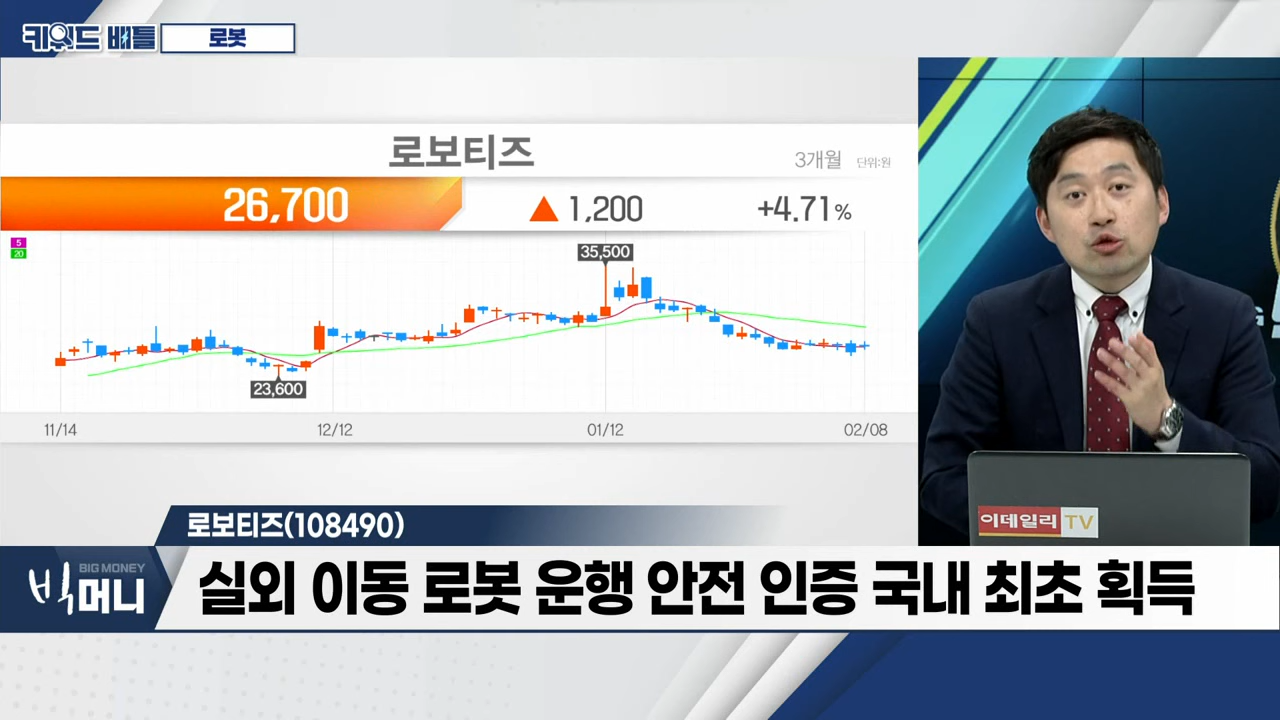 키워드 배틀
로봇
로보티즈
3개월 단위:원
26,700 ▲ 1,200 +4.71%
5
20
35,500
23,600
11/14 12/12 01/12 02/08
이데일리 TV
로보티즈(108490)
BIG MONEY
빅머니
실외 이동 로봇 운행 안전 인증 국내 최초 획득